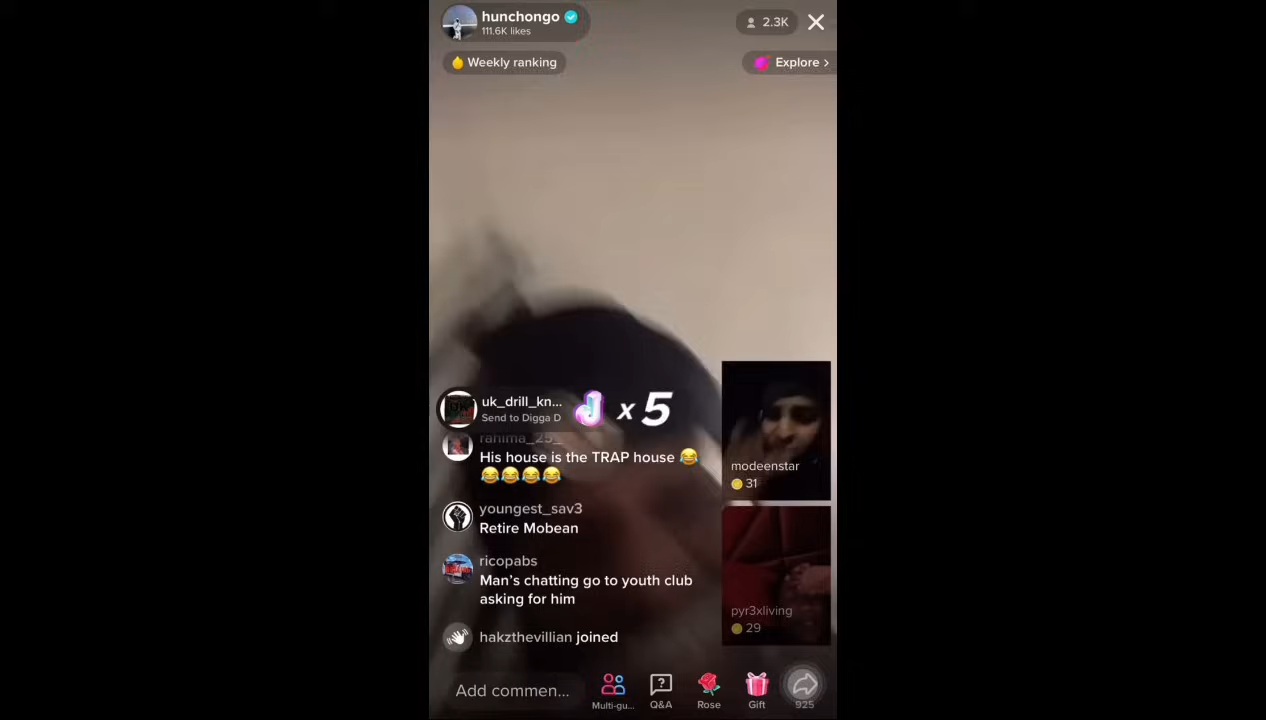 hunchongo
111.6K likes
2.3K
Weekly ranking
Explore >
uk_drill_kn...
Send to Digga D
x 5
rahima_25_
His house is the TRAP house 😂
😂😂😂😂
youngest_sav3
Retire Mobean
ricopabs
Man's chatting go to youth club
asking for him
hakzthevillian joined
modeenstar
31
pyr3xliving
29
Add commen...
Multi-gu...
Q&A
Rose
Gift
925